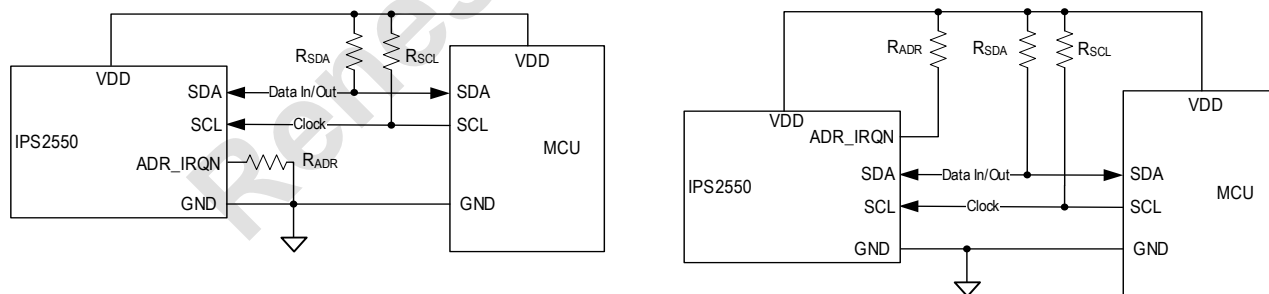 RSDA
RSCL
VDD
VDD
SDA
Data In/Out
SDA
SCL
Clock
SCL
IPS2550
MCU
ADR_IRQN
RADR
GND
GND
RADR
RSDA
RSCL
VDD
VDD
ADR_IRQN
SDA
Data In/Out
SDA
IPS2550
MCU
SCL
Clock
SCL
GND
GND
Rene